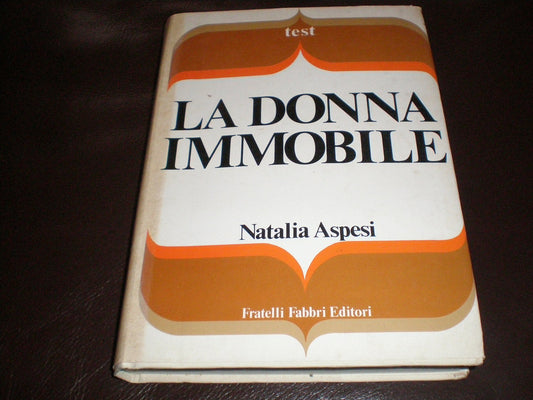 test
LA DONNA
IMMOBILE
Natalia Aspesi
Fratelli Fabbri Editori